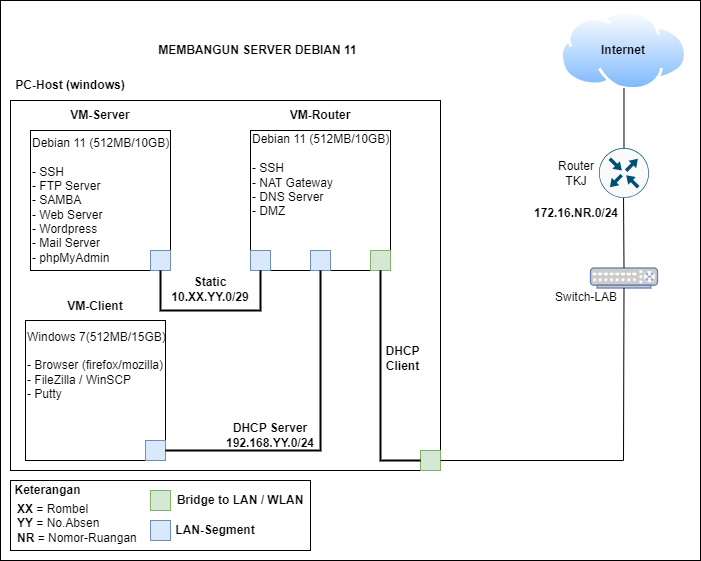 MEMBANGUN SERVER DEBIAN 11
Internet
PC-Host (windows)
VM-Server
Debian 11 (512MB/10GB)
- SSH
- FTP Server
- SAMBA
- Web Server
- Wordpress
- Mail Server
- phpMyAdmin
VM-Router
Debian 11 (512MB/10GB)
- SSH
- NAT Gateway
- DNS Server
- DMZ
Router
TKJ
172.16.NR.0/24
Switch-LAB
Static
10.XX.YY.0/29
VM-Client
Windows 7(512MB/15GB)
- Browser (firefox/mozilla)
- FileZilla / WinSCP
- Putty
DHCP
Client
DHCP Server
192.168.YY.0/24
Keterangan
XX = Rombel
YY = No.Absen
NR = Nomor-Ruangan
Bridge to LAN / WLAN
LAN-Segment